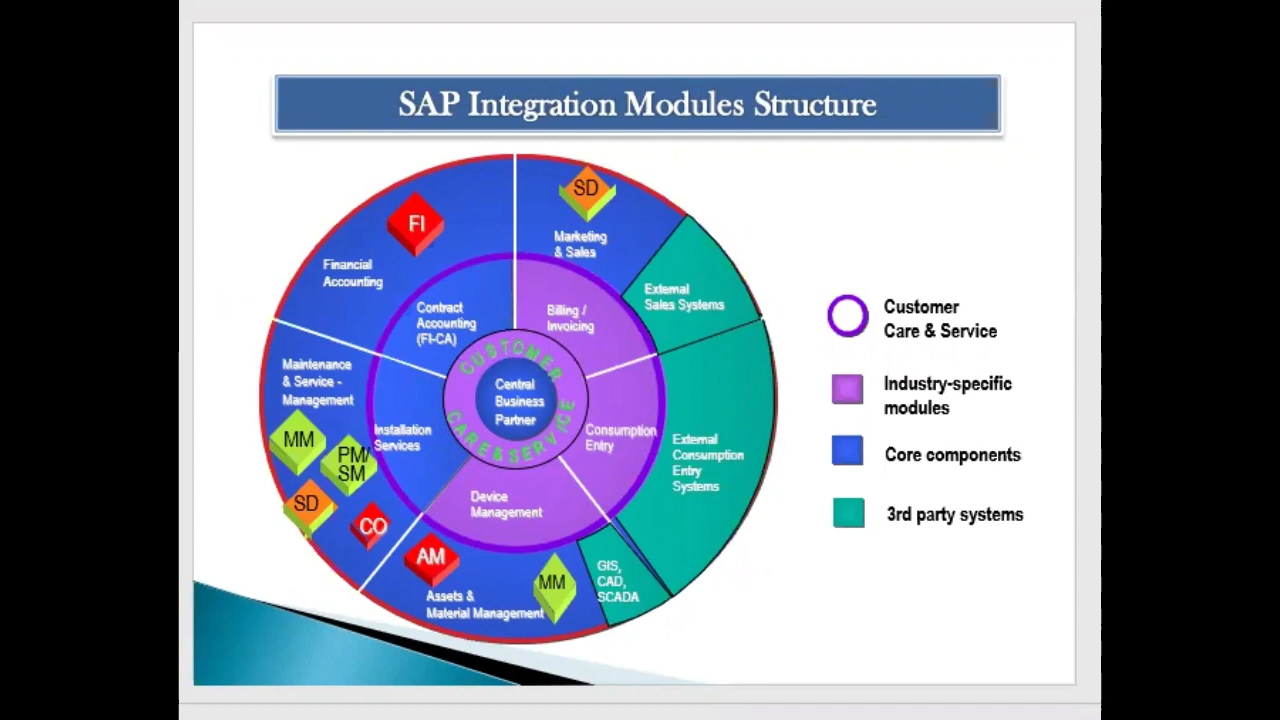 SAP Integration Modules Structure
SD
Marketing
& Sales
FI
Financial
Accounting
External
Sales Systems
Contract
Accounting
(FI-CA)
Billing /
Invoicing
CUSTOMER
CARE & SERVICE
Central
Business
Partner
Maintenance
& Service -
Management
MM
PM/
SM
SD
CO
Installation
Services
Consumption
Entry
External
Consumption
Entry
Systems
Device
Management
AM
MM
Assets &
Material Management
GIS,
CAD,
SCADA
Customer
Care & Service
Industry-specific
modules
Core components
3rd party systems